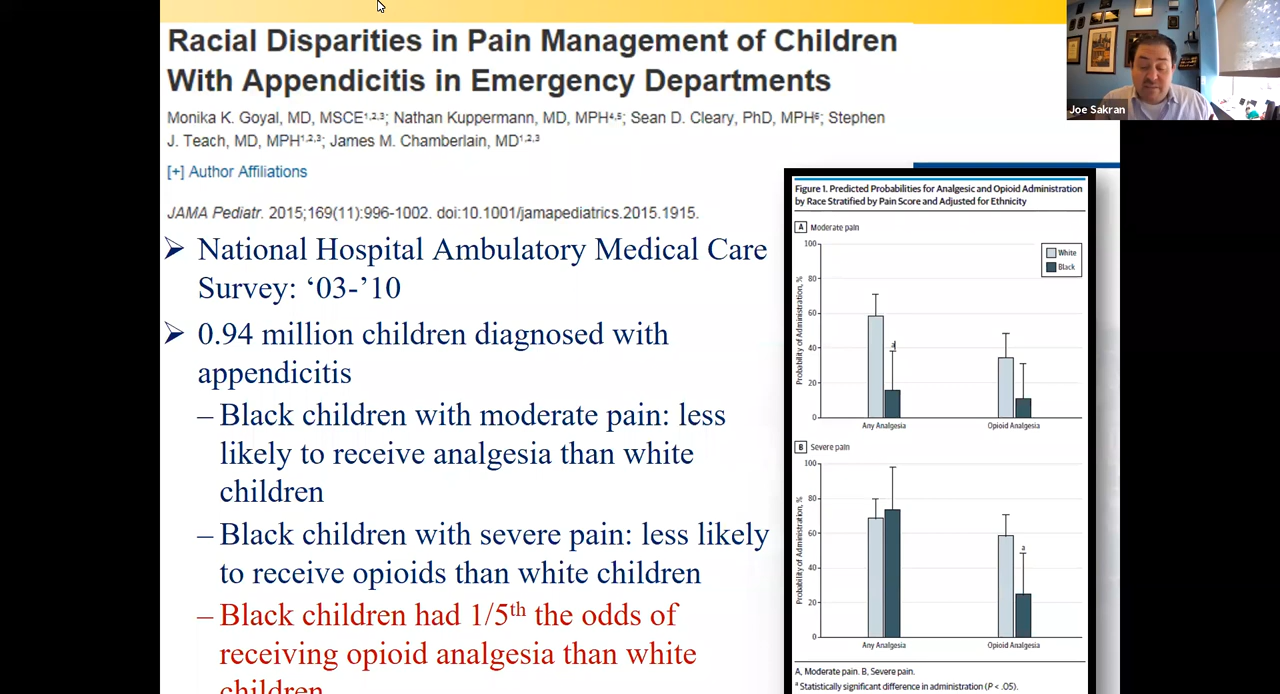 Racial Disparities in Pain Management of Children
With Appendicitis in Emergency Departments
Monika K. Goyal, MD, MSCE1,2,3; Nathan Kuppermann, MD, MPH4,5; Sean D. Cleary, PhD, MPH6; Stephen
J. Teach, MD, MPH1,2,3; James M. Chamberlain, MD1,2,3
[+] Author Affiliations
JAMA Pediatr. 2015;169(11):996-1002. doi:10.1001/jamapediatrics.2015.1915.
➢ National Hospital Ambulatory Medical Care
Survey: ‘03-’10
➢ 0.94 million children diagnosed with
appendicitis
– Black children with moderate pain: less
likely to receive analgesia than white
children
– Black children with severe pain: less likely
to receive opioids than white children
– Black children had 1/5th the odds of
receiving opioid analgesia than white
children
Joe Sakran
Figure 1. Predicted Probabilities for Analgesic and Opioid Administration
by Race Stratified by Pain Score and Adjusted for Ethnicity
A Moderate pain
White
Black
Probability of Administration, %
100
80
60
40
20
0
a
Any Analgesia
Opioid Analgesia
B Severe pain
Probability of Administration, %
100
80
60
40
20
0
a
Any Analgesia
Opioid Analgesia
A, Moderate pain. B, Severe pain.
a Statistically significant difference in administration (P < .05).